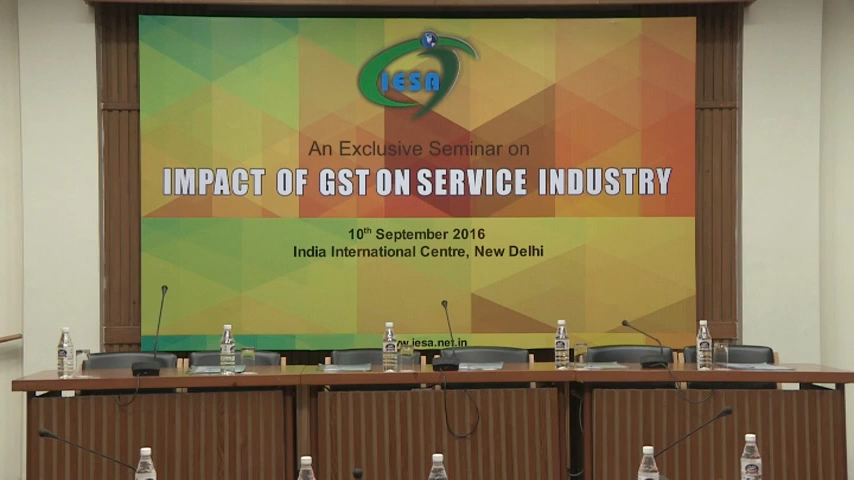 IESA
An Exclusive Seminar on
IMPACT OF GST ON SERVICE INDUSTRY
10th September 2016
India International Centre, New Delhi
www.iesa.net.in